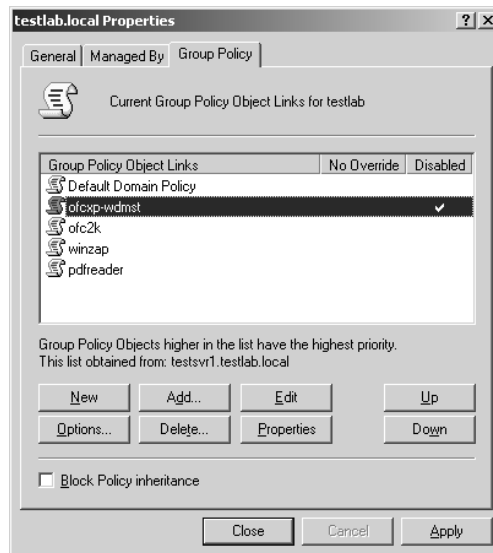 testlab.local Properties
General Managed By Group Policy
Current Group Policy Object Links for testlab
Group Policy Object Links No Override Disabled
Default Domain Policy
ofcxp-wdmst
ofc2k
winzap
pdfreader
Group Policy Objects higher in the list have the highest priority.
This list obtained from: testsvr1.testlab.local
New Add... Edit Up
Options... Delete... Properties Down
Block Policy inheritance
Close Cancel Apply